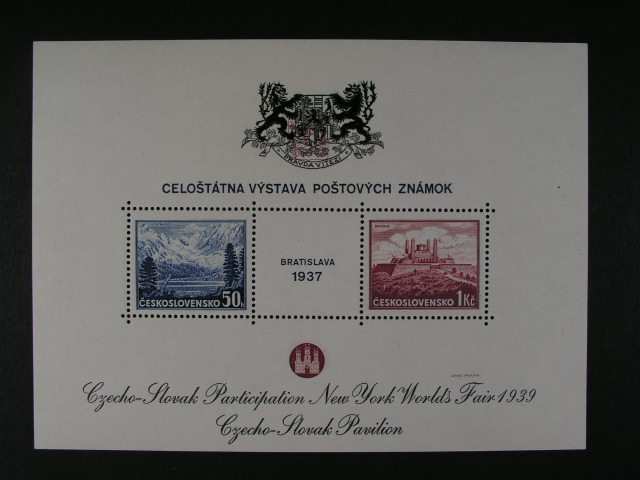 PRAVDA VÍTĚZÍ
CELOŠTÁTNA VÝSTAVA POŠTOVÝCH ZNÁMOK
ČESKOSLOVENSKO 50h
BRATISLAVA
1937
ČESKOSLOVENSKO 1Kč
Czecho-Slovak Participation New York World's Fair 1939
Czecho-Slovak Pavilion